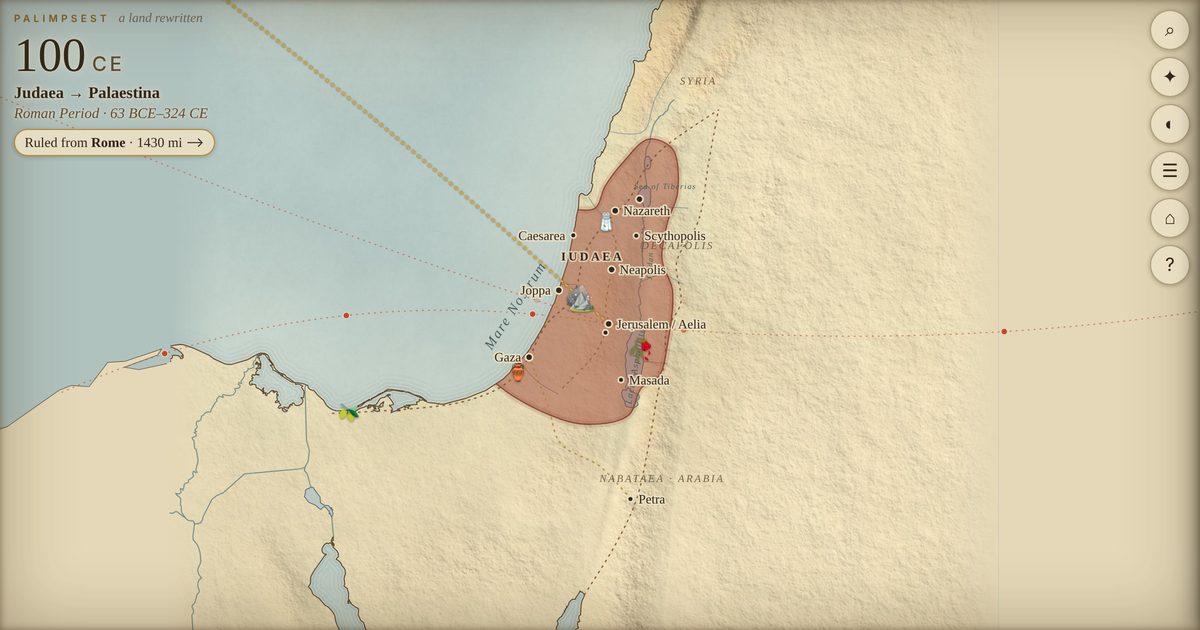 PALIMPSEST a land rewritten
100 CE
Judaea → Palaestina
Roman Period · 63 BCE–324 CE
Ruled from Rome · 1430 mi →
SYRIA
Sea of Tiberias
Nazareth
Caesarea
Scythopolis
DECAPOLIS
IUDAEA
Neapolis
Mare Nostrum
Joppa
Jerusalem / Aelia
Gaza
Masada
NABATAEA · ARABIA
Petra
?